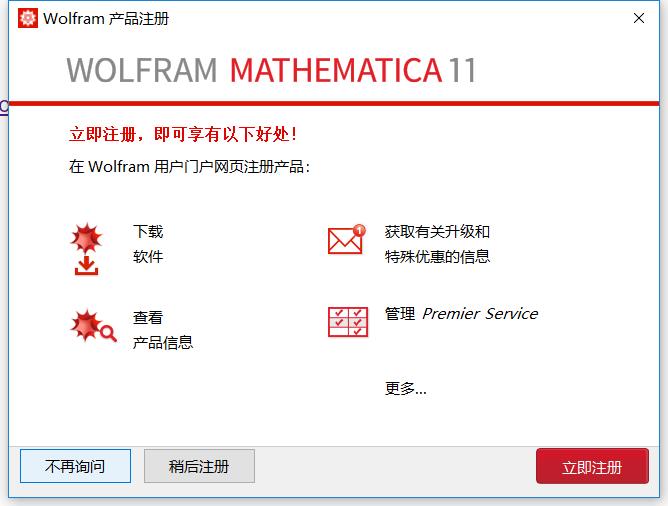 Wolfram 产品注册
WOLFRAM MATHEMATICA 11
立即注册，即可享有以下好处！
在 Wolfram 用户门户网页注册产品：
下载
软件
1
获取有关升级和
特殊优惠的信息
查看
产品信息
管理 Premier Service
更多...
不再询问
稍后注册
立即注册